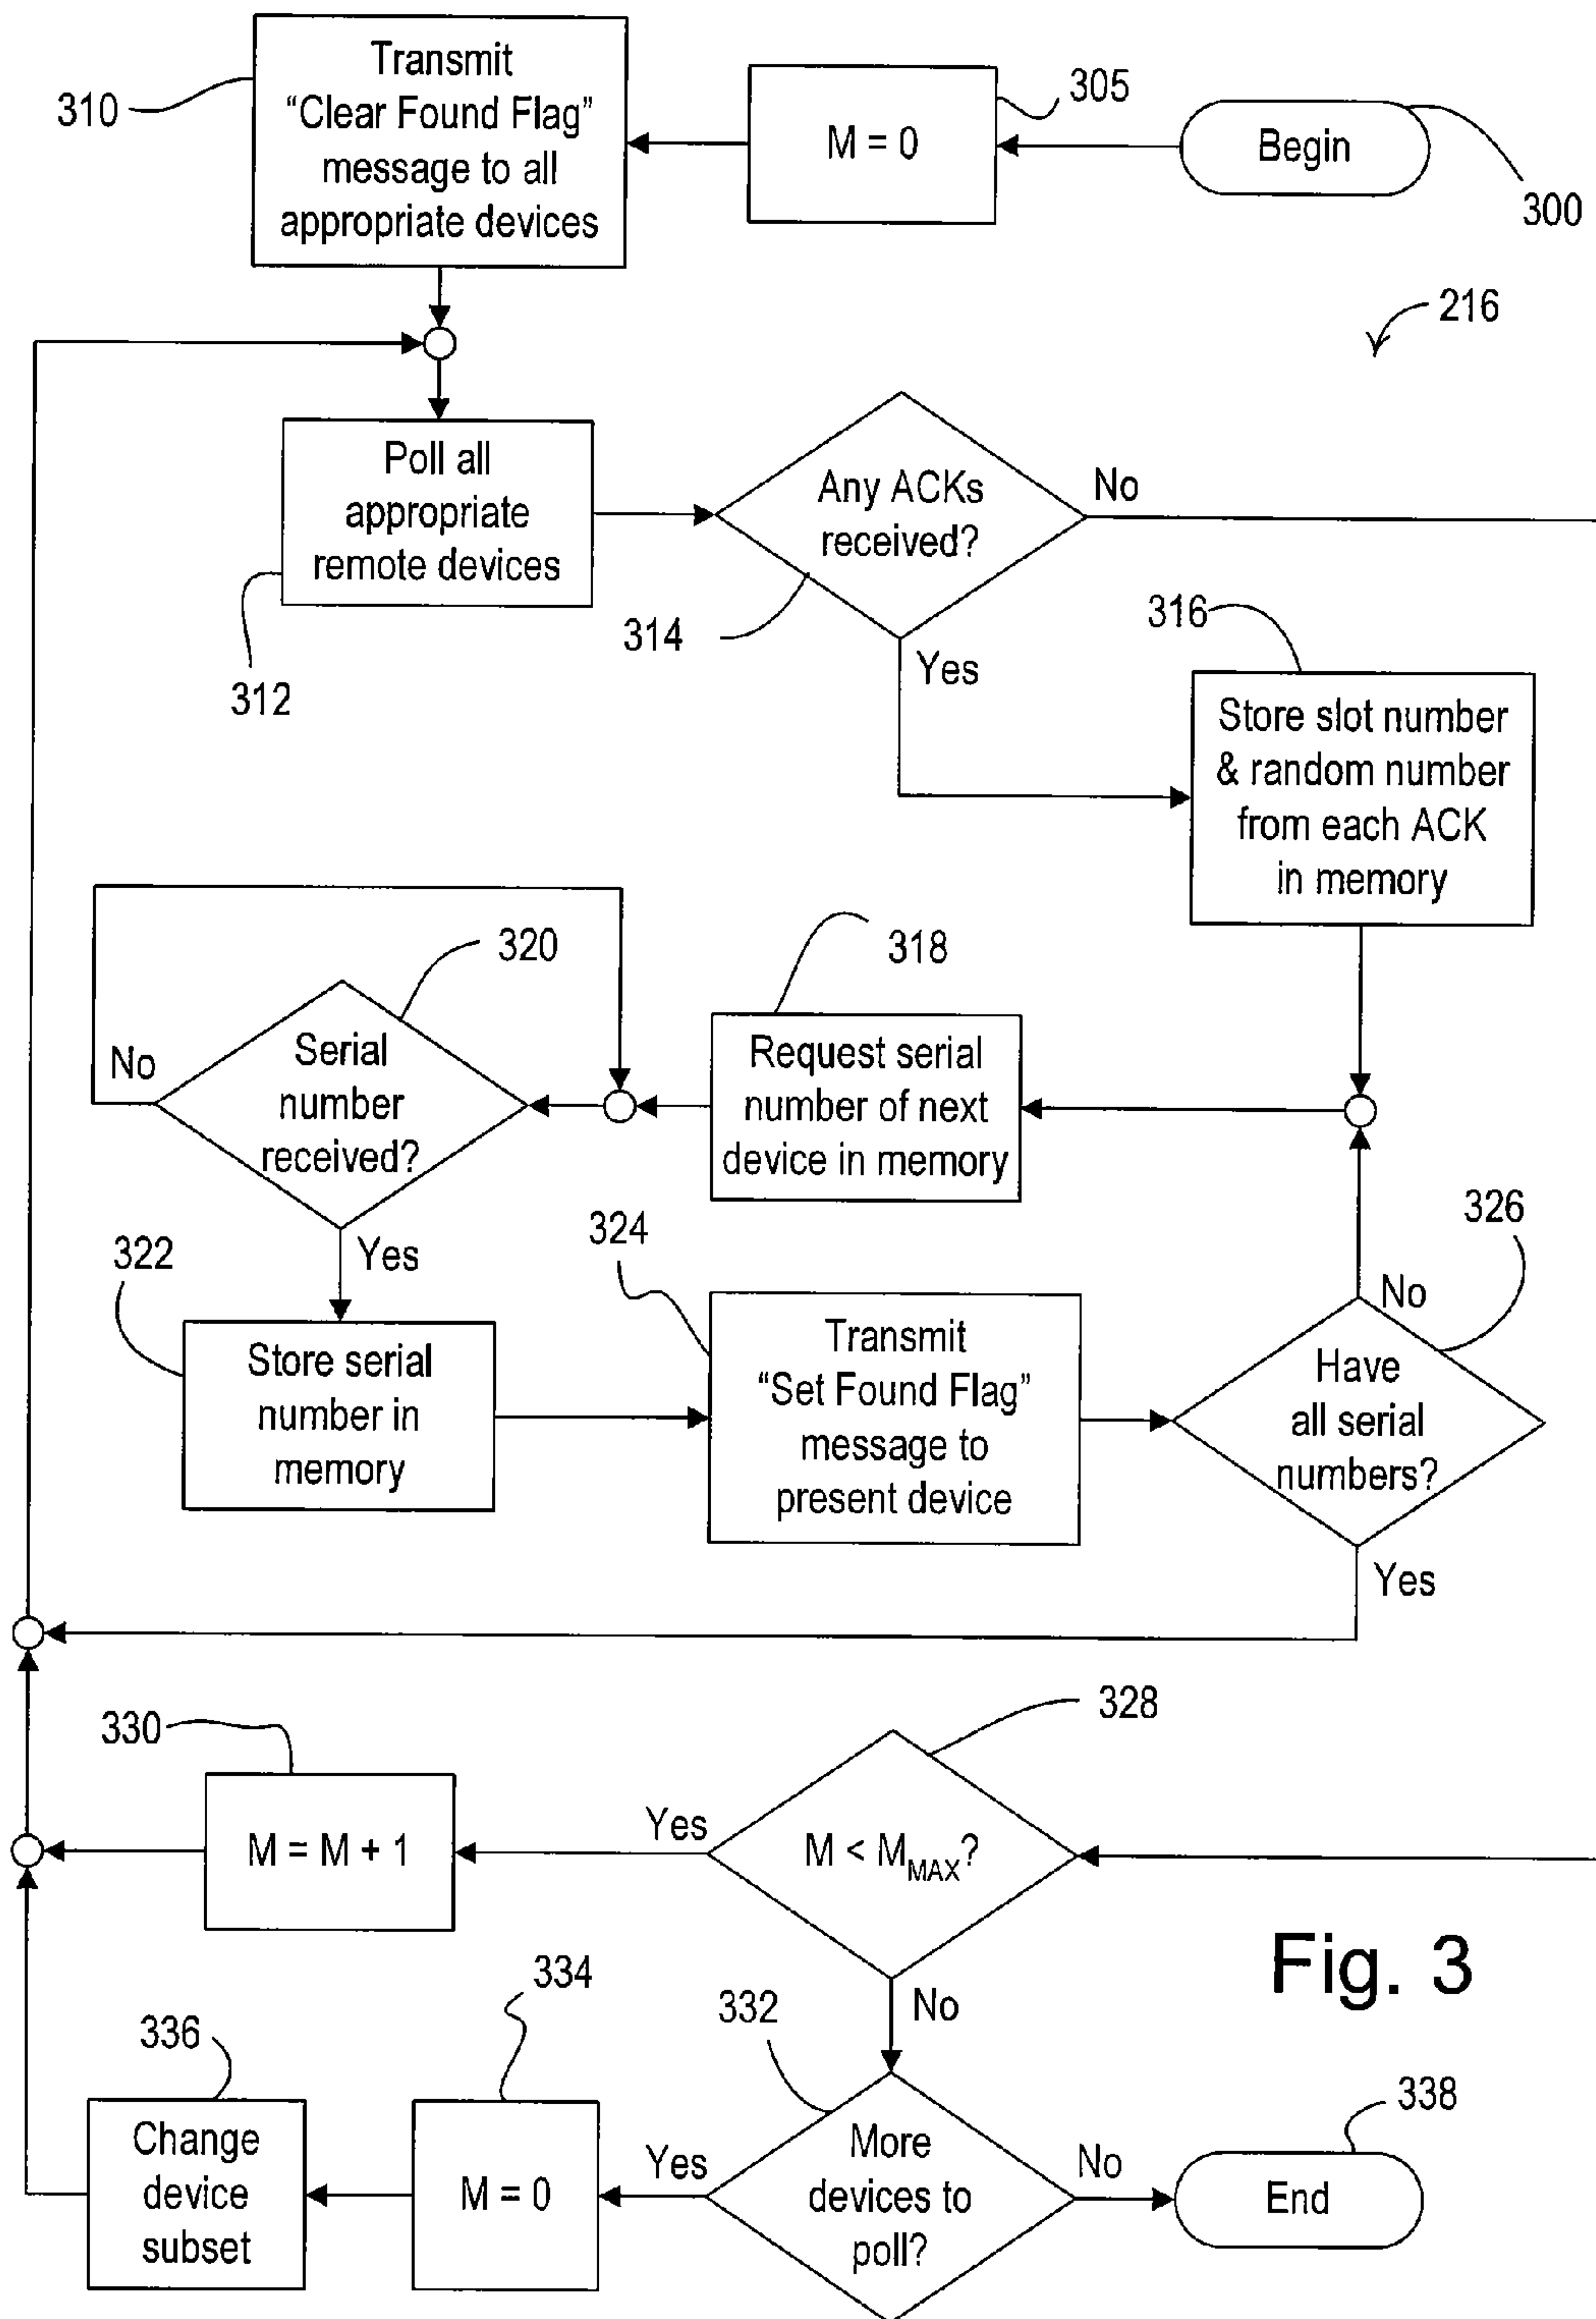 Transmit
“Clear Found Flag”
message to all
appropriate devices
310
M = 0
305
Begin
300
216
Poll all
appropriate
remote devices
312
Any ACKs
received?
No
314
Yes
316
Store slot number
& random number
from each ACK
in memory
320
318
Serial
number
received?
No
Request serial
number of next
device in memory
Yes
322
324
326
Store serial
number in
memory
Transmit
“Set Found Flag”
message to
present device
No
Have
all serial
numbers?
Yes
330
328
M = M + 1
Yes
M < MMAX?
Fig. 3
334
332
No
336
338
Change
device
subset
M = 0
Yes
More
devices to
poll?
No
End